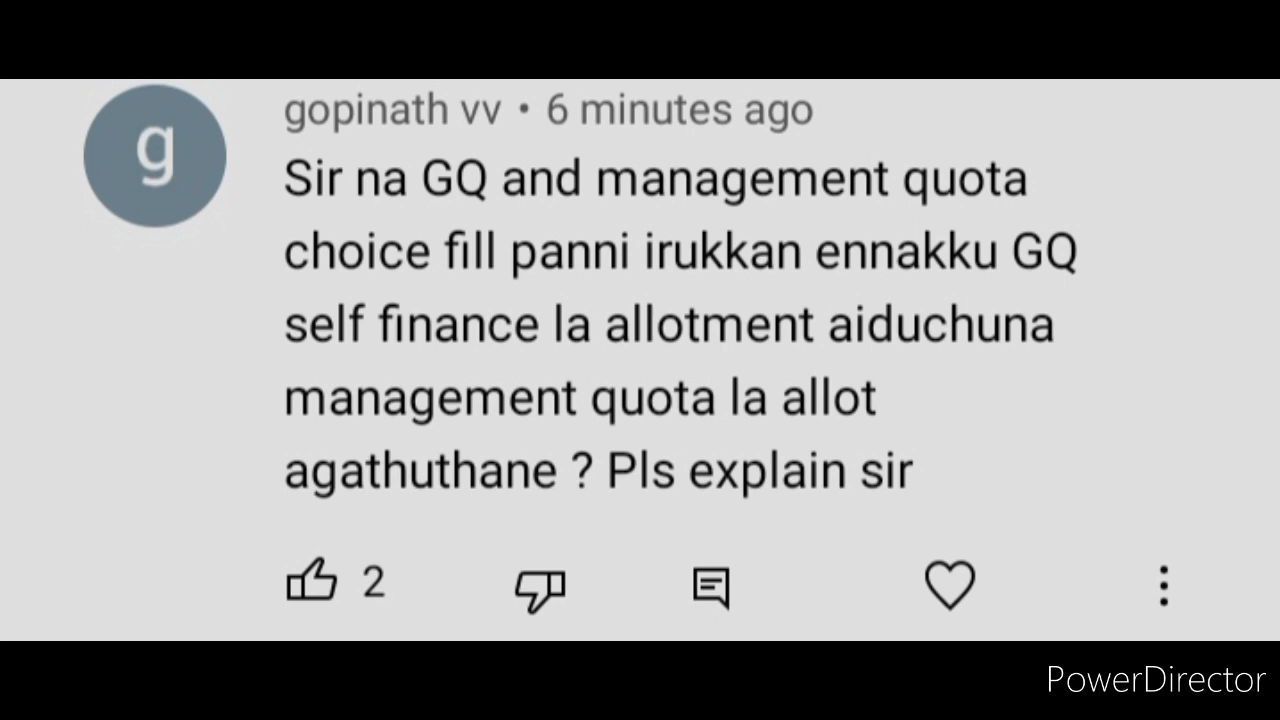 g
gopinath vv • 6 minutes ago
Sir na GQ and management quota
choice fill panni irukkan ennakku GQ
self finance la allotment aiduchuna
management quota la allot
agathuthane ? Pls explain sir
2
PowerDirector